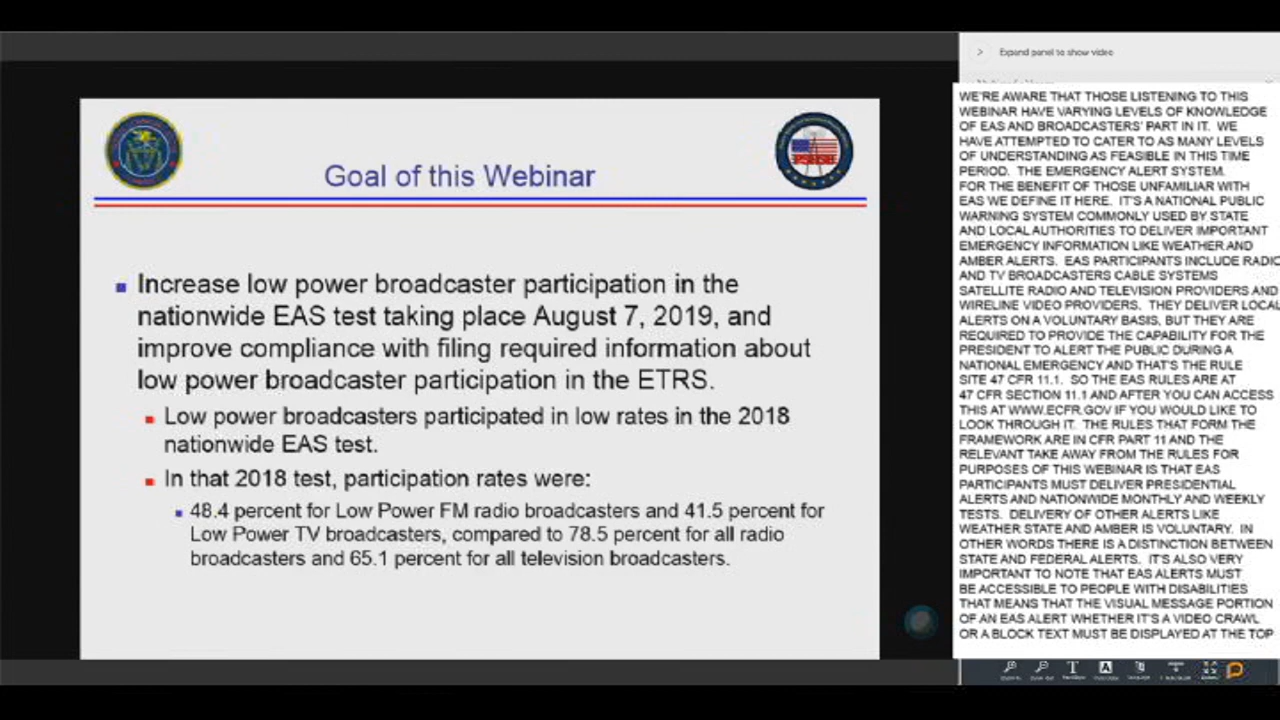 Expand panel to show video
Goal of this Webinar
Increase low power broadcaster participation in the
nationwide EAS test taking place August 7, 2019, and
improve compliance with filing required information about
low power broadcaster participation in the ETRS.
Low power broadcasters participated in low rates in the 2018
nationwide EAS test.
In that 2018 test, participation rates were:
48.4 percent for Low Power FM radio broadcasters and 41.5 percent for
Low Power TV broadcasters, compared to 78.5 percent for all radio
broadcasters and 65.1 percent for all television broadcasters.
WE'RE AWARE THAT THOSE LISTENING TO THIS
WEBINAR HAVE VARYING LEVELS OF KNOWLEDGE
OF EAS AND BROADCASTERS' PART IN IT. WE
HAVE ATTEMPTED TO CATER TO AS MANY LEVELS
OF UNDERSTANDING AS FEASIBLE IN THIS TIME
PERIOD. THE EMERGENCY ALERT SYSTEM.
FOR THE BENEFIT OF THOSE UNFAMILIAR WITH
EAS WE DEFINE IT HERE. IT'S A NATIONAL PUBLIC
WARNING SYSTEM COMMONLY USED BY STATE
AND LOCAL AUTHORITIES TO DELIVER IMPORTANT
EMERGENCY INFORMATION LIKE WEATHER AND
AMBER ALERTS. EAS PARTICIPANTS INCLUDE RADIO
AND TV BROADCASTERS CABLE SYSTEMS
SATELLITE RADIO AND TELEVISION PROVIDERS AND
WIRELINE VIDEO PROVIDERS. THEY DELIVER LOCAL
ALERTS ON A VOLUNTARY BASIS, BUT THEY ARE
REQUIRED TO PROVIDE THE CAPABILITY FOR THE
PRESIDENT TO ALERT THE PUBLIC DURING A
NATIONAL EMERGENCY AND THAT'S THE RULE
SITE 47 CFR 11.1. SO THE EAS RULES ARE AT
47 CFR SECTION 11.1 AND AFTER YOU CAN ACCESS
THIS AT WWW.ECFR.GOV IF YOU WOULD LIKE TO
LOOK THROUGH IT. THE RULES THAT FORM THE
FRAMEWORK ARE IN CFR PART 11 AND THE
RELEVANT TAKE AWAY FROM THE RULES FOR
PURPOSES OF THIS WEBINAR IS THAT EAS
PARTICIPANTS MUST DELIVER PRESIDENTIAL
ALERTS AND NATIONWIDE MONTHLY AND WEEKLY
TESTS. DELIVERY OF OTHER ALERTS LIKE
WEATHER STATE AND AMBER IS VOLUNTARY. IN
OTHER WORDS THERE IS A DISTINCTION BETWEEN
STATE AND FEDERAL ALERTS. IT'S ALSO VERY
IMPORTANT TO NOTE THAT EAS ALERTS MUST
BE ACCESSIBLE TO PEOPLE WITH DISABILITIES
THAT MEANS THAT THE VISUAL MESSAGE PORTION
OF AN EAS ALERT WHETHER IT'S A VIDEO CRAWL
OR A BLOCK TEXT MUST BE DISPLAYED AT THE TOP